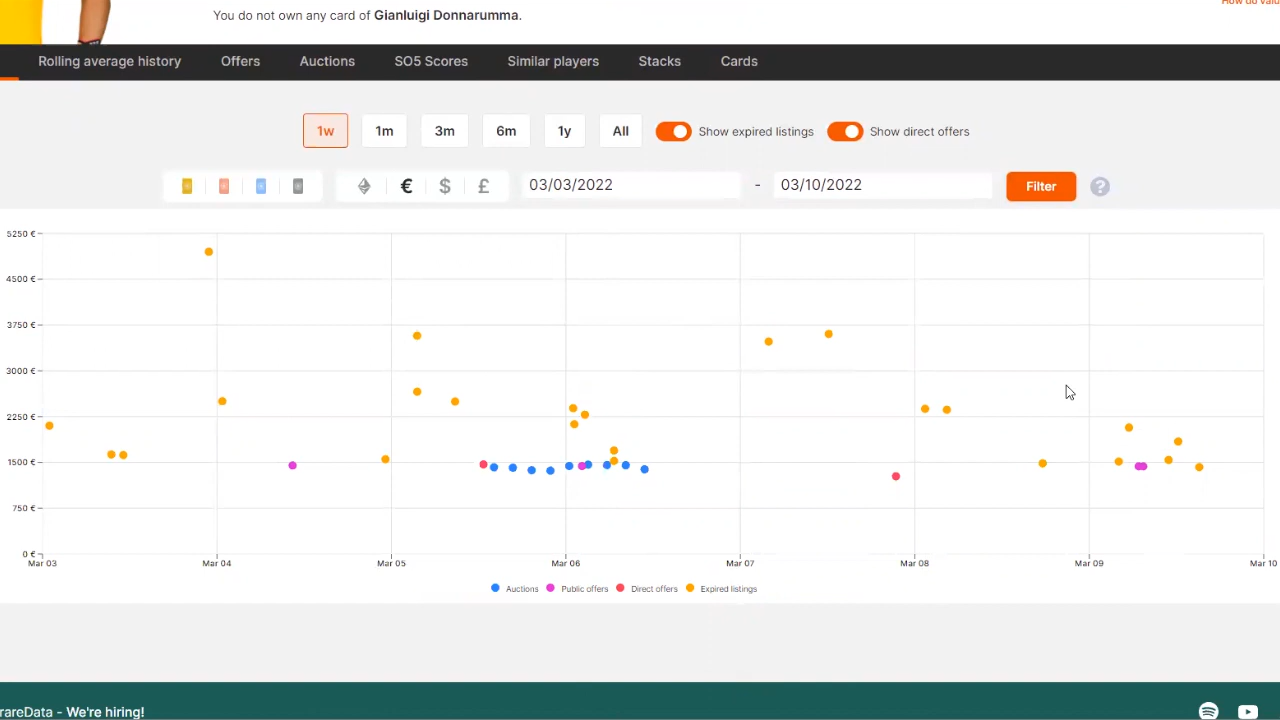 How do valu
You do not own any card of Gianluigi Donnarumma.
Rolling average history Offers Auctions SO5 Scores Similar players Stacks Cards
1w 1m 3m 6m 1y All Show expired listings Show direct offers
€ $ £ 03/03/2022 - 03/10/2022 Filter ?
5250 €
4500 €
3750 €
3000 €
2250 €
1500 €
750 €
0 €
Mar 03 Mar 04 Mar 05 Mar 06 Mar 07 Mar 08 Mar 09 Mar 10
Auctions Public offers Direct offers Expired listings
rareData - We're hiring!